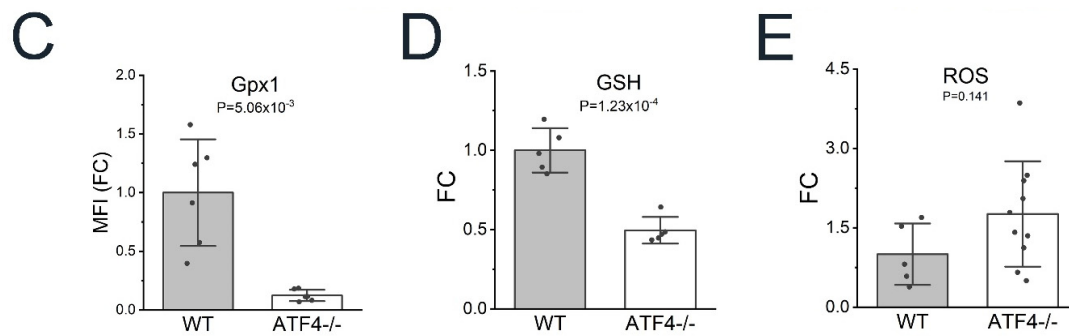 C
Gpx1
P=5.06x10⁻³
MFI (FC)
2.0
1.5
1.0
0.5
0.0
WT ATF4-/-
D
GSH
P=1.23x10⁻⁴
FC
1.5
1.0
0.5
0.0
WT ATF4-/-
E
ROS
P=0.141
FC
4.5
3.0
1.5
0
WT ATF4-/-